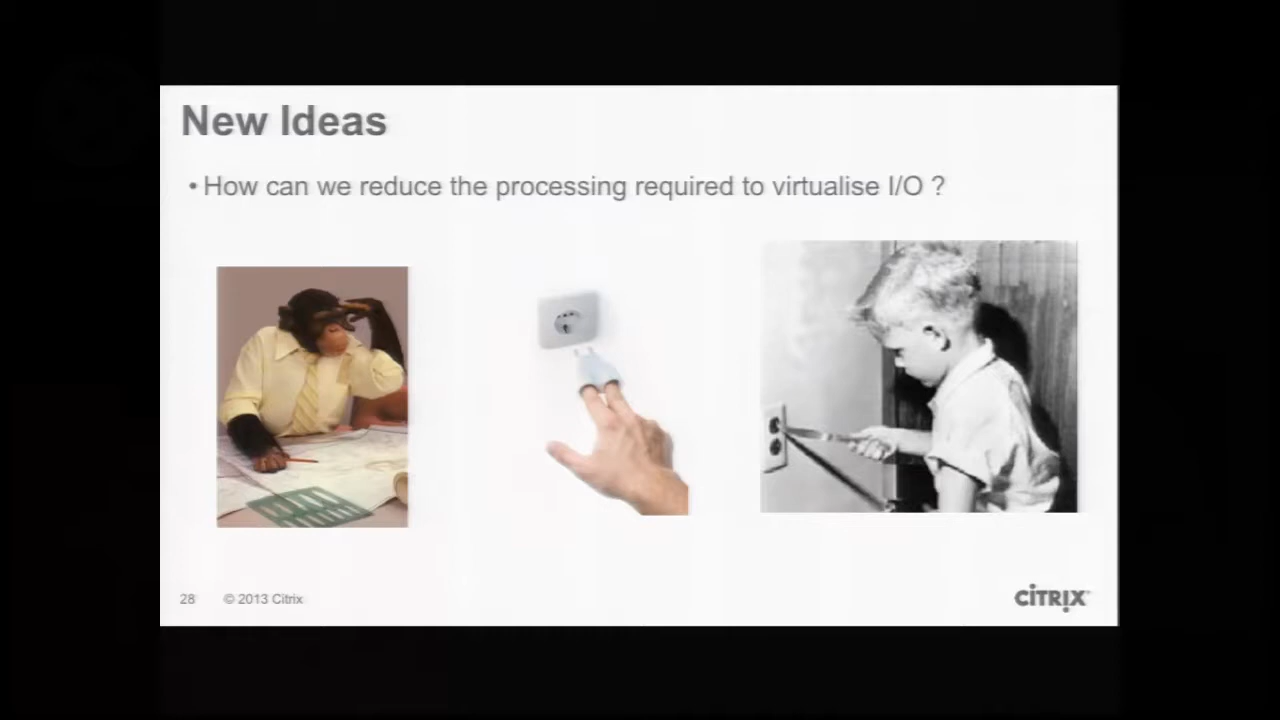 New Ideas
• How can we reduce the processing required to virtualise I/O ?
28 © 2013 Citrix
CITRIX